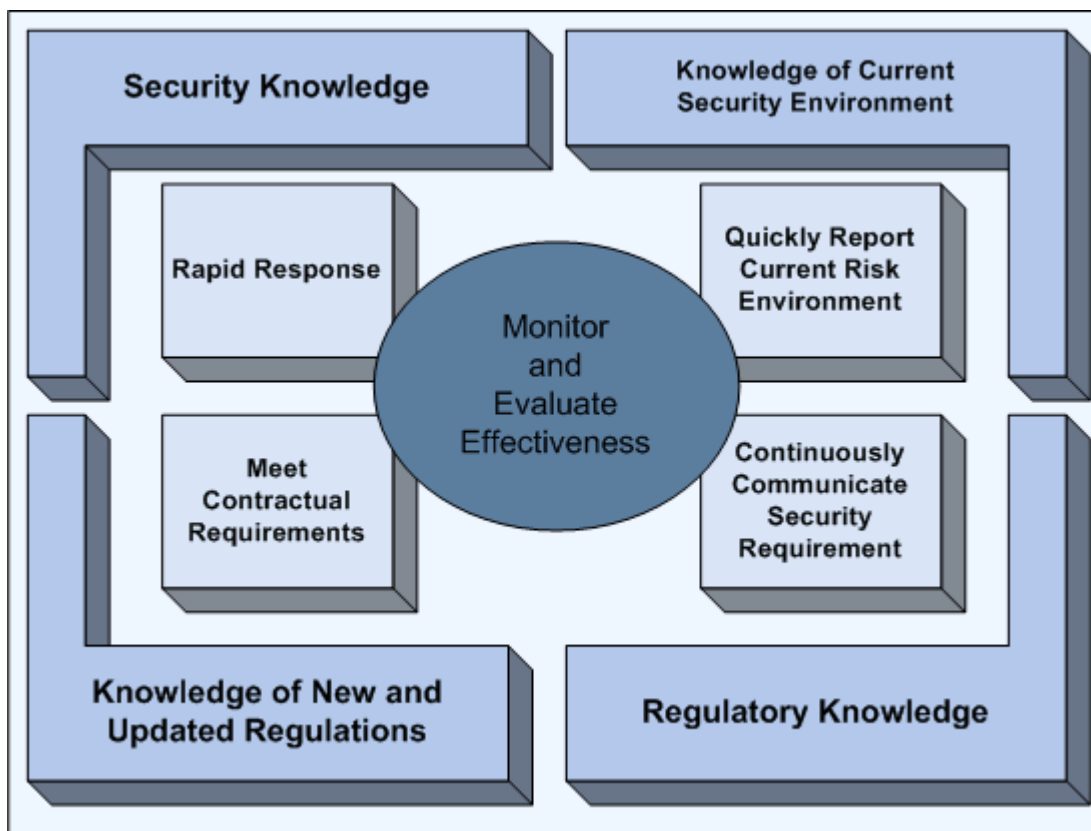 Security Knowledge
Knowledge of Current
Security Environment
Rapid Response
Quickly Report
Current Risk
Environment
Monitor
and
Evaluate
Effectiveness
Meet
Contractual
Requirements
Continuously
Communicate
Security
Requirement
Knowledge of New and
Updated Regulations
Regulatory Knowledge